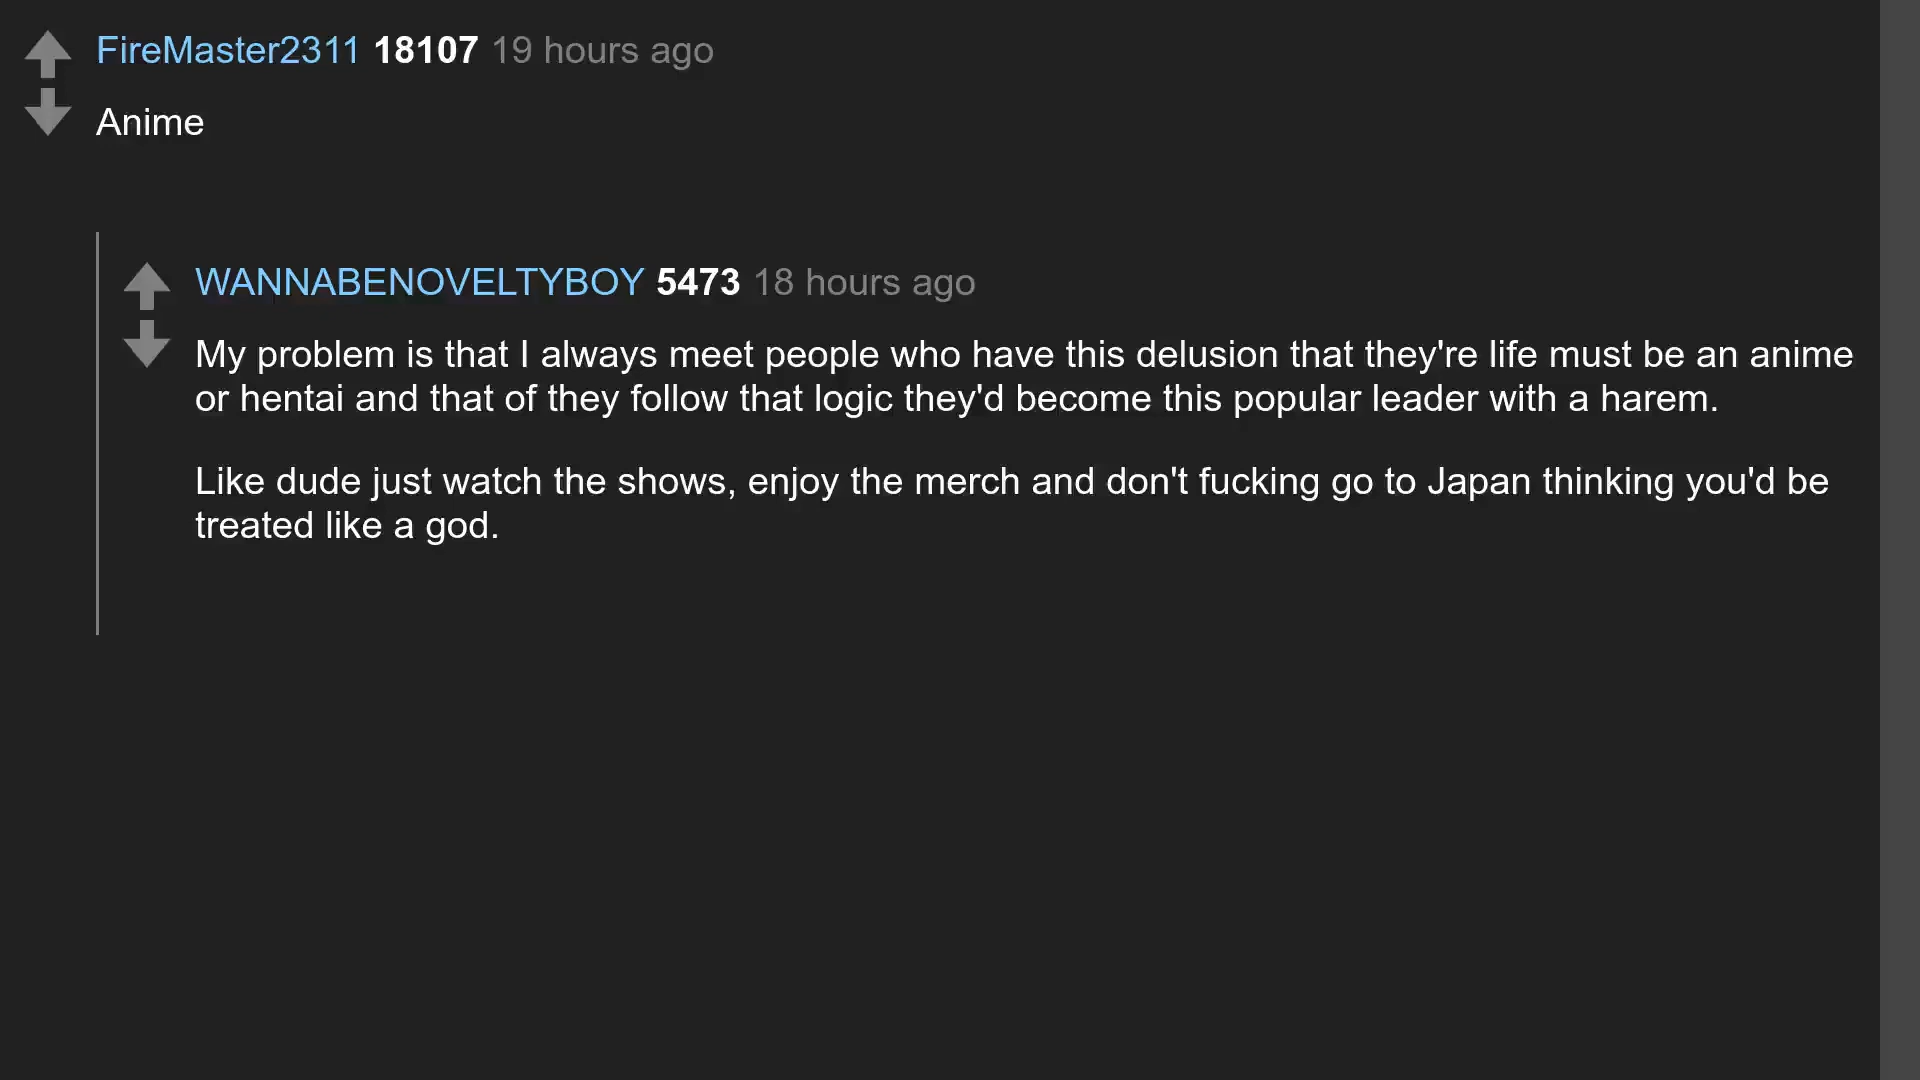 FireMaster2311 18107 19 hours ago
Anime
WANNABENOVELTYBOY 5473 18 hours ago
My problem is that I always meet people who have this delusion that they're life must be an anime
or hentai and that of they follow that logic they'd become this popular leader with a harem.
Like dude just watch the shows, enjoy the merch and don't fucking go to Japan thinking you'd be
treated like a god.